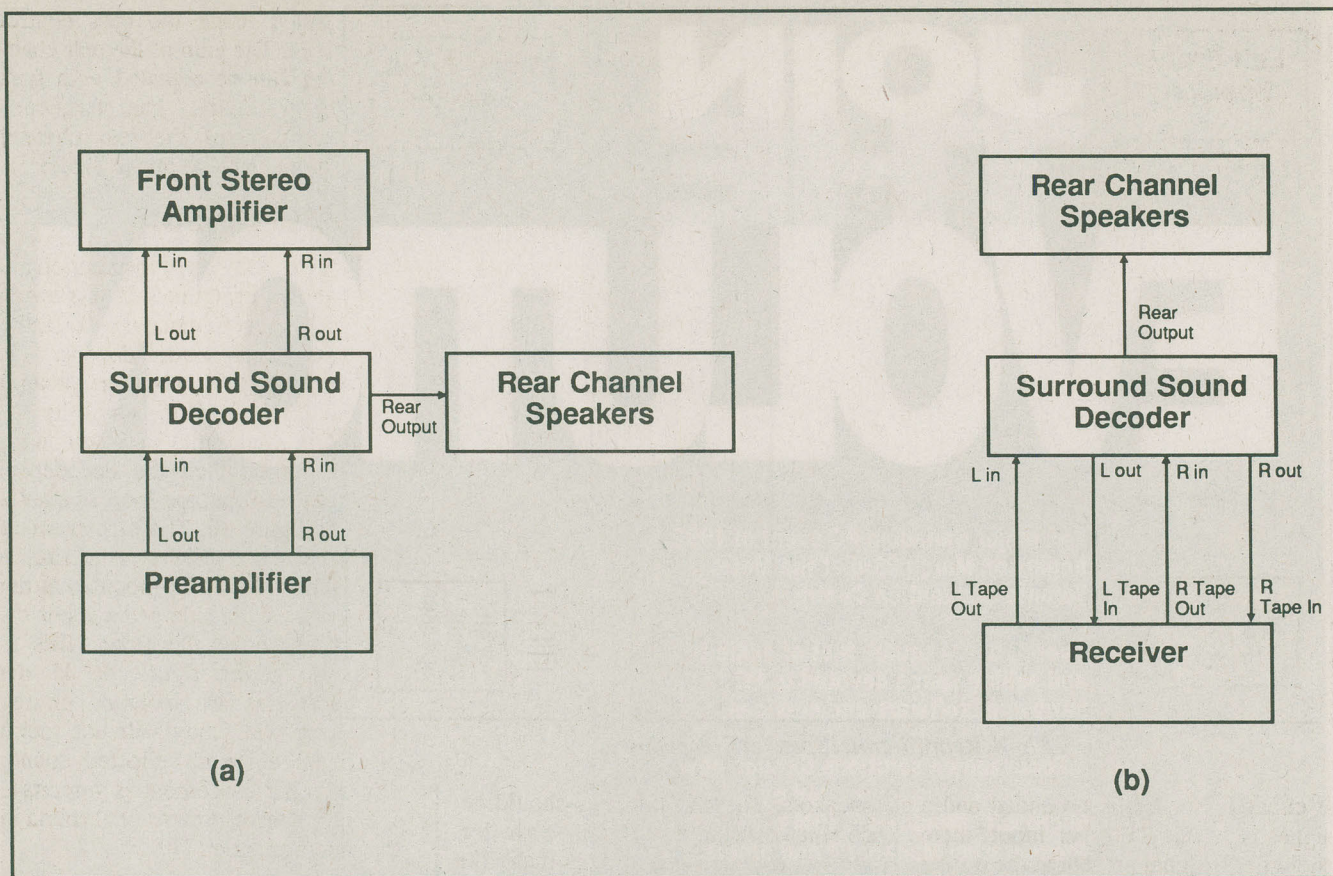 Front Stereo
Amplifier
L in
R in
L out
R out
Surround Sound
Decoder
Rear
Output
Rear Channel
Speakers
L in
R in
L out
R out
Preamplifier
(a)
Rear Channel
Speakers
Rear
Output
Surround Sound
Decoder
L in
L out
R in
R out
L Tape
Out
L Tape
In
R Tape
Out
R
Tape In
Receiver
(b)